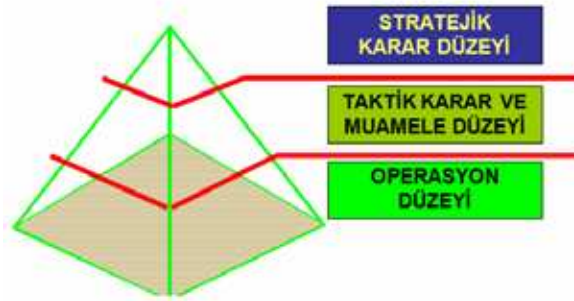 STRATEJİK
KARAR DÜZEYİ
TAKTİK KARAR VE
MUAMELE DÜZEYİ
OPERASYON
DÜZEYİ